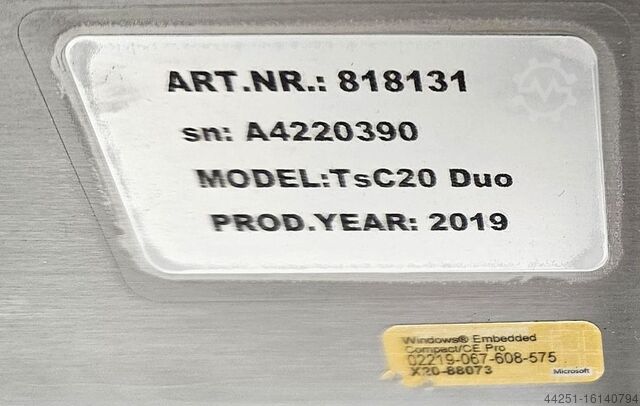 ART.NR.: 818131
sn: A4220390
MODEL:TsC20 Duo
PROD.YEAR: 2019
Windows® Embedded
Compact/CE Pro
02219-067-608-575
X20-88073
Microsoft
44251-16140794